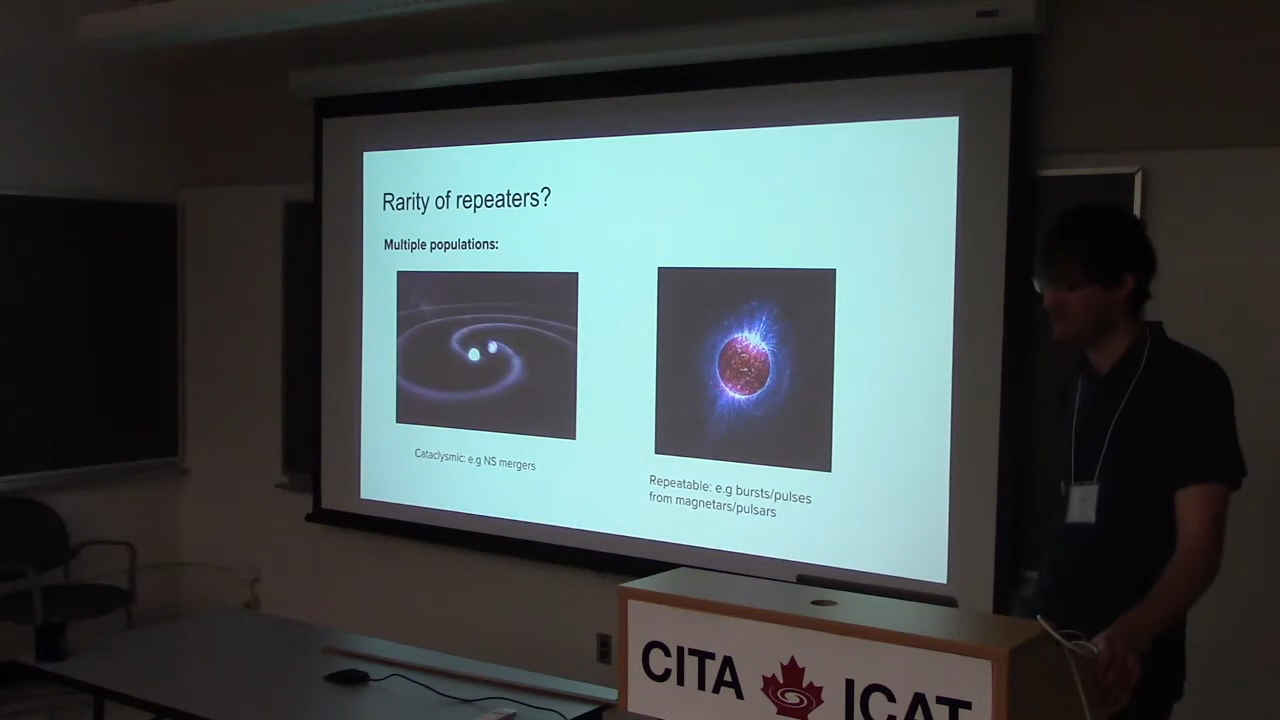 Rarity of repeaters?
Multiple populations:
Cataclysmic: e.g NS mergers
Repeatable: e.g bursts/pulses
from magnetars/pulsars
CITA ICAT